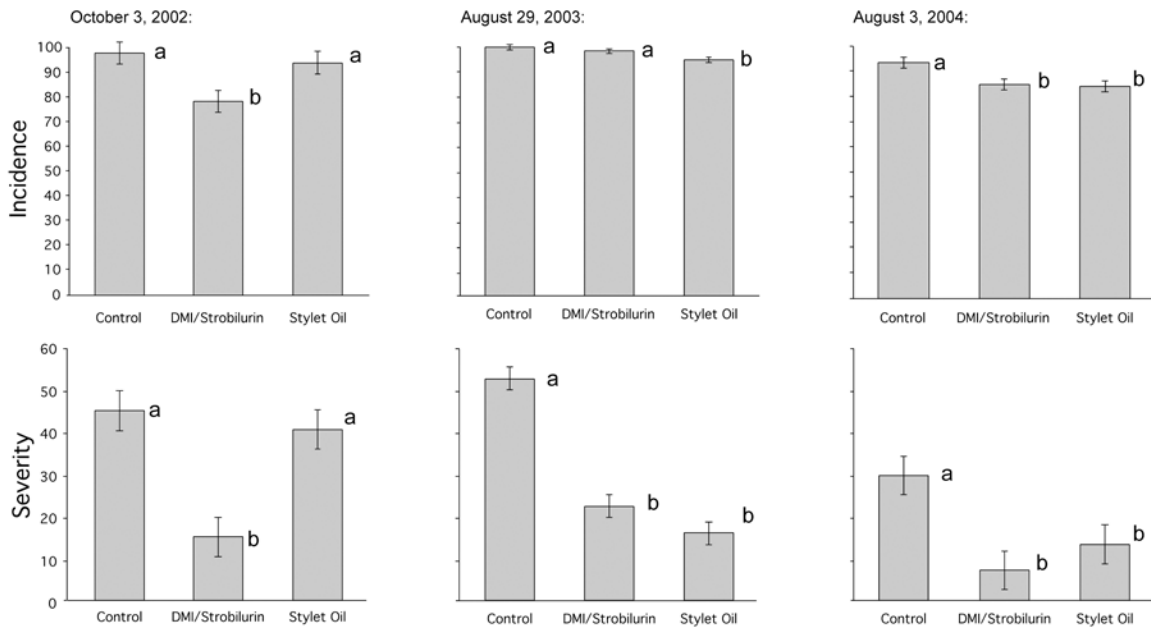 October 3, 2002: August 29, 2003: August 3, 2004:
Incidence
100
90
80
70
60
50
40
30
20
10
0
a b a
a a b
a b b
Control DMI/Strobilurin Stylet Oil Control DMI/Strobilurin Stylet Oil Control DMI/Strobilurin Stylet Oil
Severity
60
50
40
30
20
10
0
a b a
a b b
a b b
Control DMI/Strobilurin Stylet Oil Control DMI/Strobilurin Stylet Oil Control DMI/Strobilurin Stylet Oil